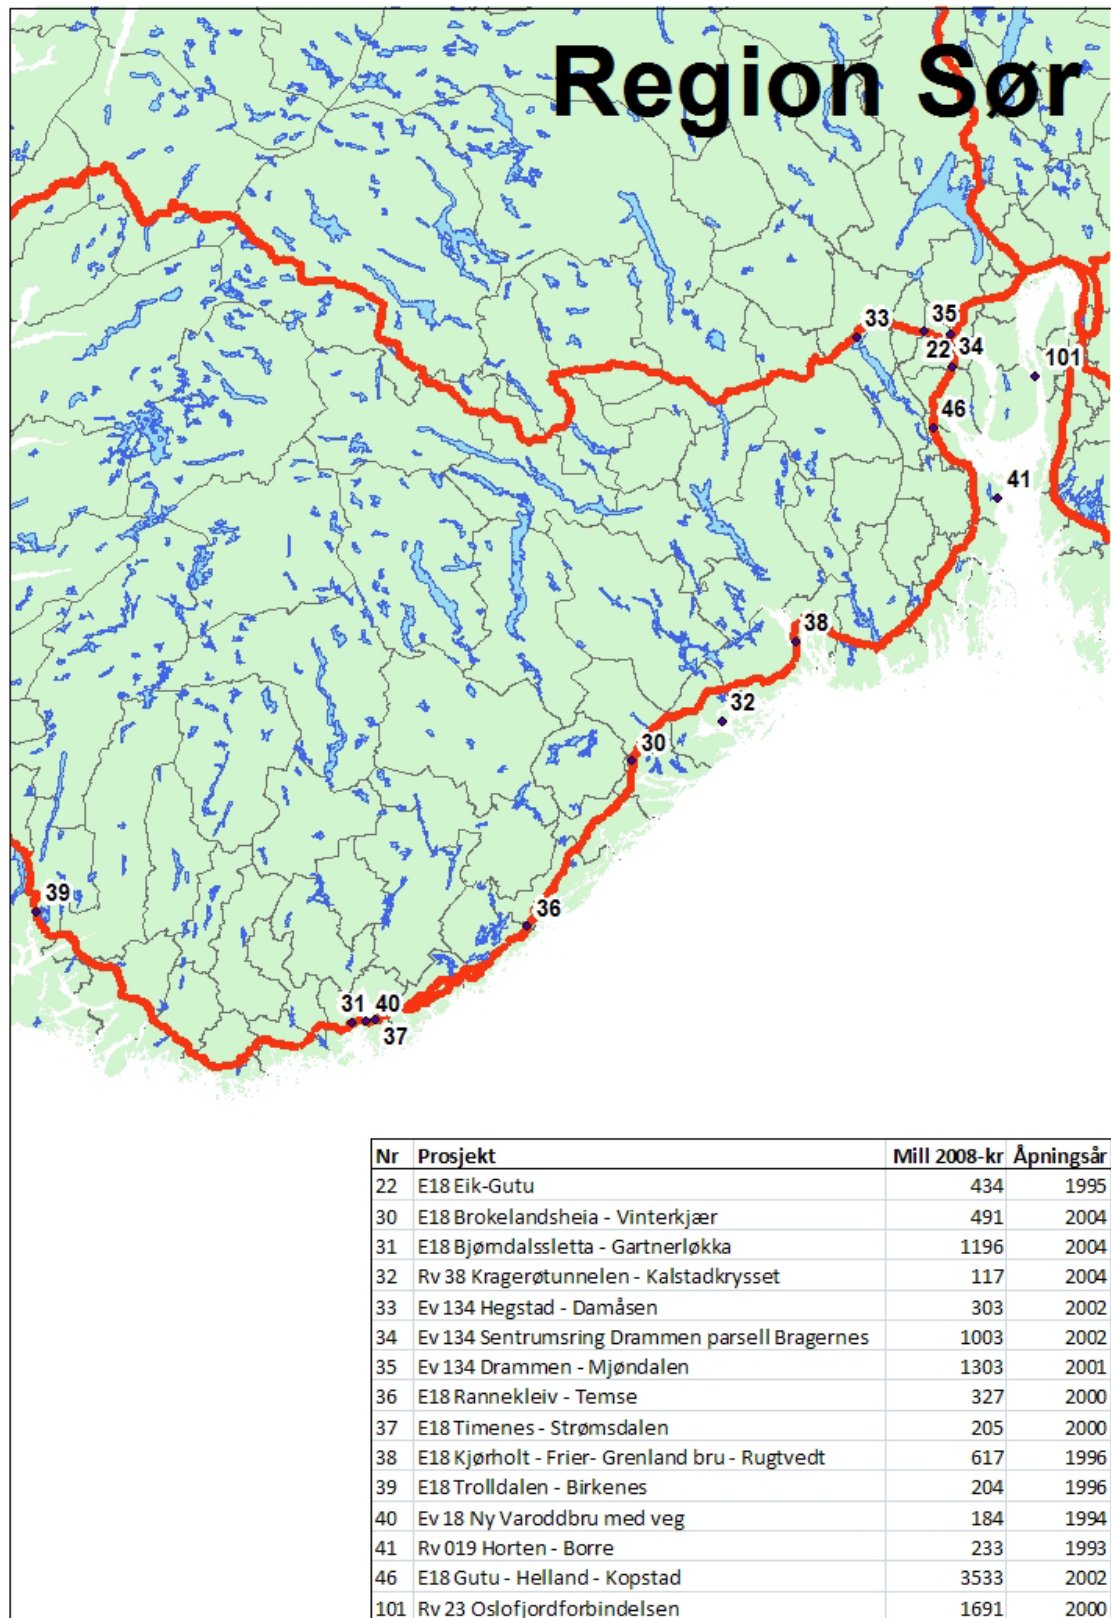 Region Sør
35
33
34
22
101
46
41
38
32
30
39
36
31 40
37
Nr Prosjekt Mill 2008-kr Åpningsår
22 E18 Eik-Gutu 434 1995
30 E18 Brokelandsheia - Vinterkjær 491 2004
31 E18 Bjørndalssletta - Gartnerløkka 1196 2004
32 Rv 38 Kragerøtunnelen - Kalstadkrysset 117 2004
33 Ev 134 Hegstad - Damåsen 303 2002
34 Ev 134 Sentrumsring Drammen parsell Bragernes 1003 2002
35 Ev 134 Drammen - Mjøndalen 1303 2001
36 E18 Rannekleiv - Temse 327 2000
37 E18 Timenes - Strømsdalen 205 2000
38 E18 Kjørholt - Frier- Grenland bru - Rugtvedt 617 1996
39 E18 Trolldalen - Birkenes 204 1996
40 Ev 18 Ny Varoddbru med veg 184 1994
41 Rv 019 Horten - Borre 233 1993
46 E18 Gutu - Helland - Kopstad 3533 2002
101 Rv 23 Oslofjordforbindelsen 1691 2000